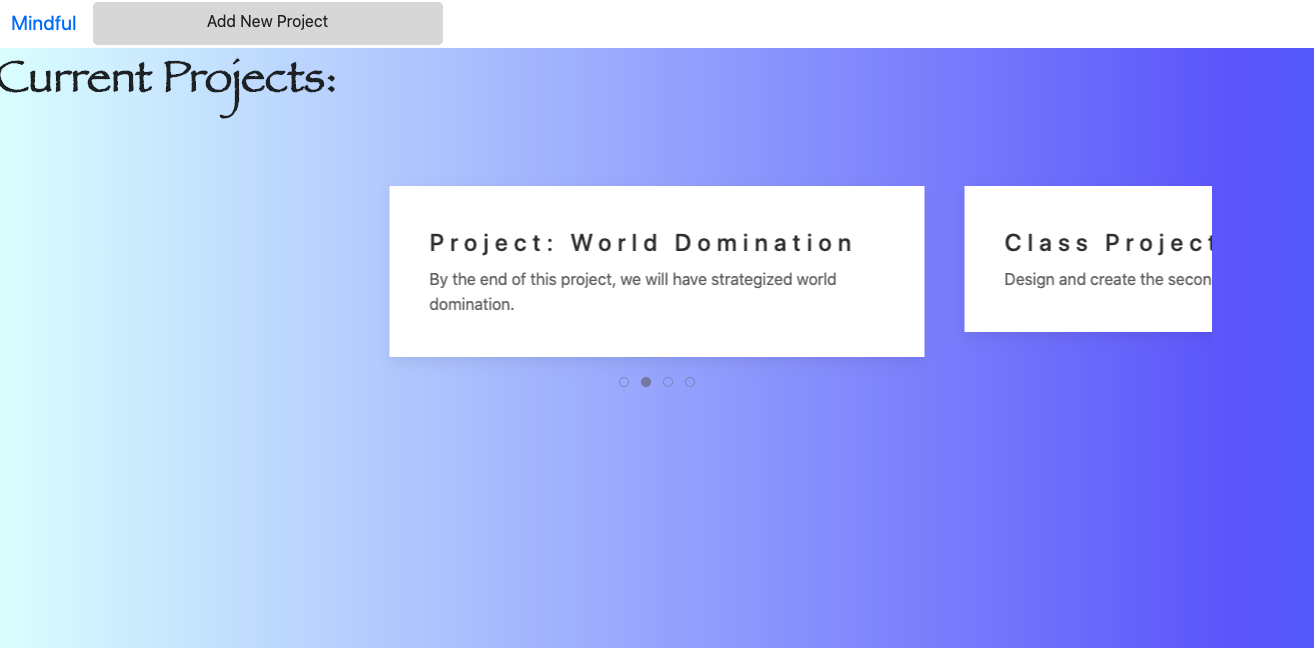 Mindful Add New Project
Current Projects:
Project: World Domination
By the end of this project, we will have strategized world
domination.
Class Project
Design and create the secon